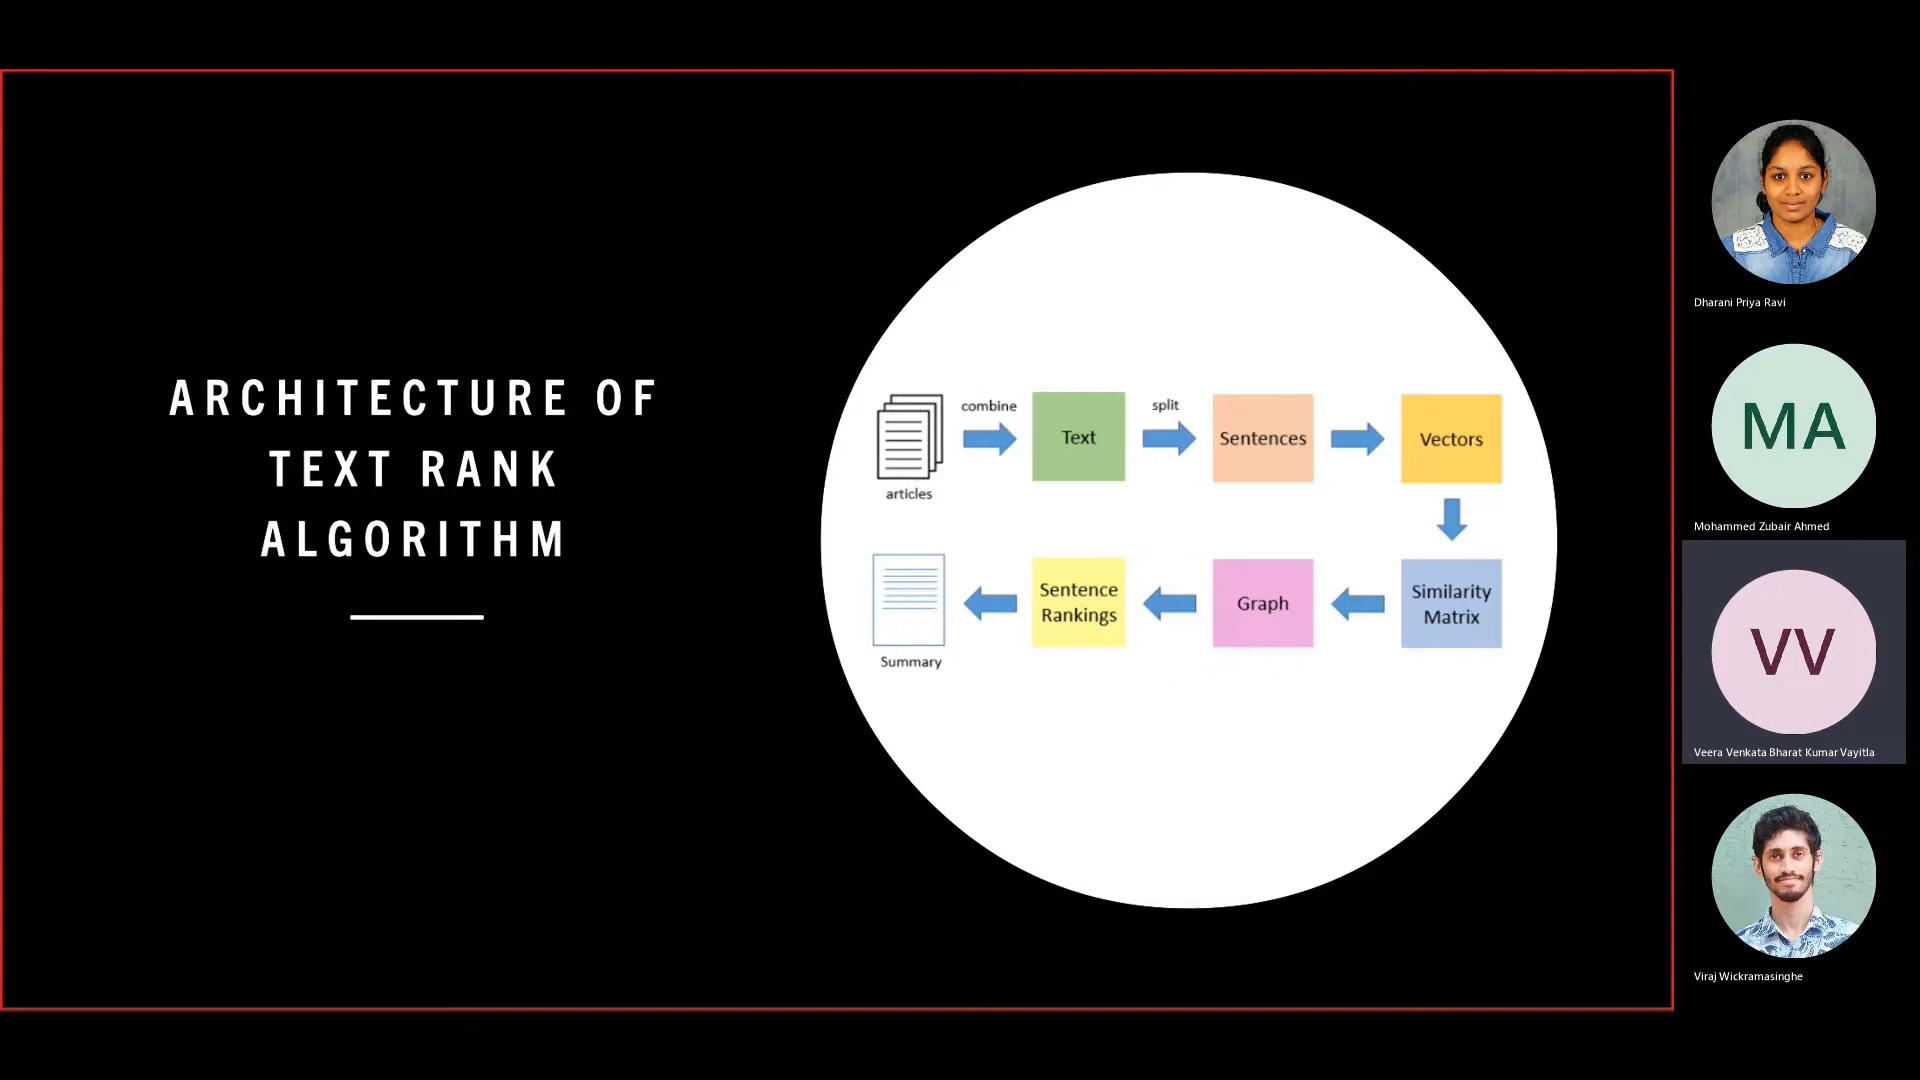 ARCHITECTURE OF
TEXT RANK
ALGORITHM
combine
split
Text
Sentences
Vectors
articles
Sentence
Rankings
Graph
Similarity
Matrix
Summary
Dharani Priya Ravi
MA
Mohammed Zubair Ahmed
VV
Veera Venkata Bharat Kumar Vayitla
Viraj Wickramasinghe